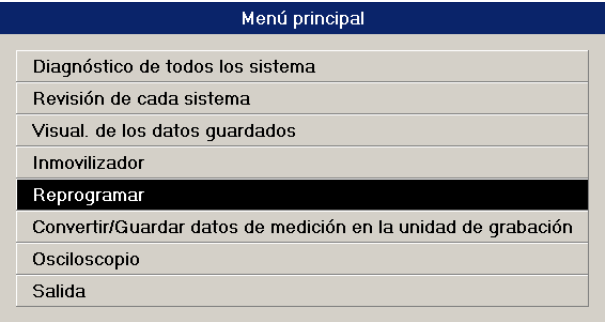 Menú principal
Diagnóstico de todos los sistema
Revisión de cada sistema
Visual. de los datos guardados
Inmovilizador
Reprogramar
Convertir/Guardar datos de medición en la unidad de grabación
Osciloscopio
Salida